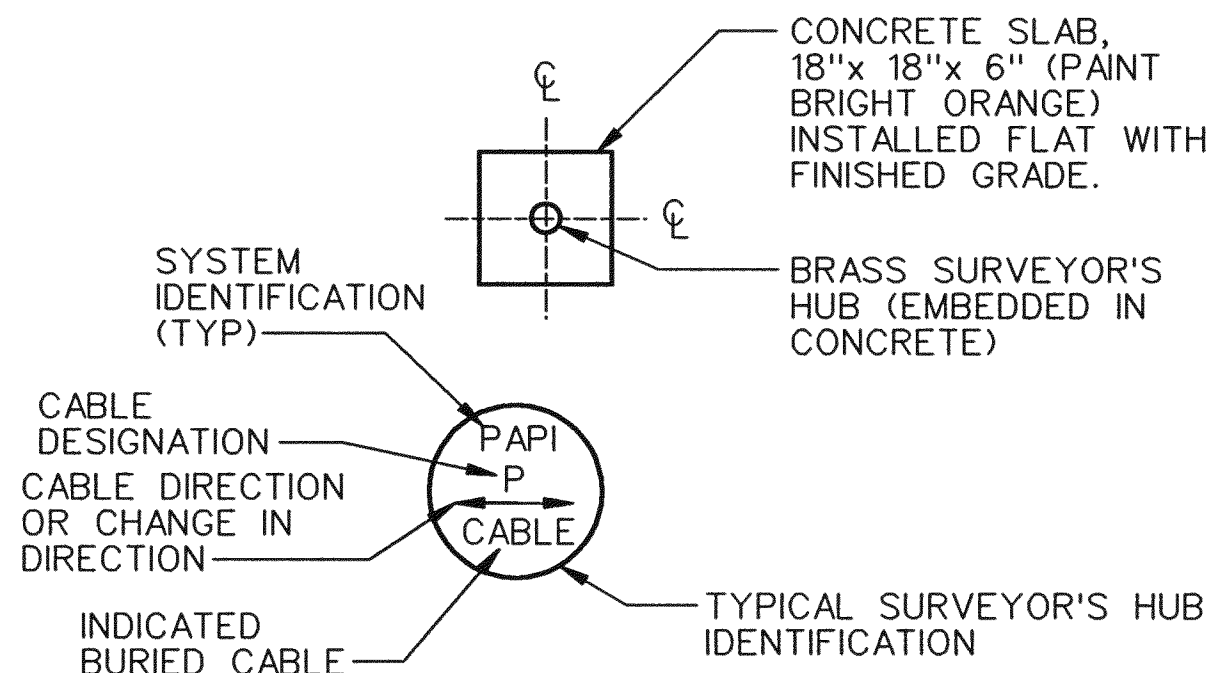 CONCRETE SLAB,
18"x 18"x 6" (PAINT
BRIGHT ORANGE)
INSTALLED FLAT WITH
FINISHED GRADE.
℄
℄
BRASS SURVEYOR'S
HUB (EMBEDDED IN
CONCRETE)
SYSTEM
IDENTIFICATION
(TYP)
CABLE
DESIGNATION
CABLE DIRECTION
OR CHANGE IN
DIRECTION
PAPI
P
CABLE
INDICATED
BURIED CABLE
TYPICAL SURVEYOR'S HUB
IDENTIFICATION